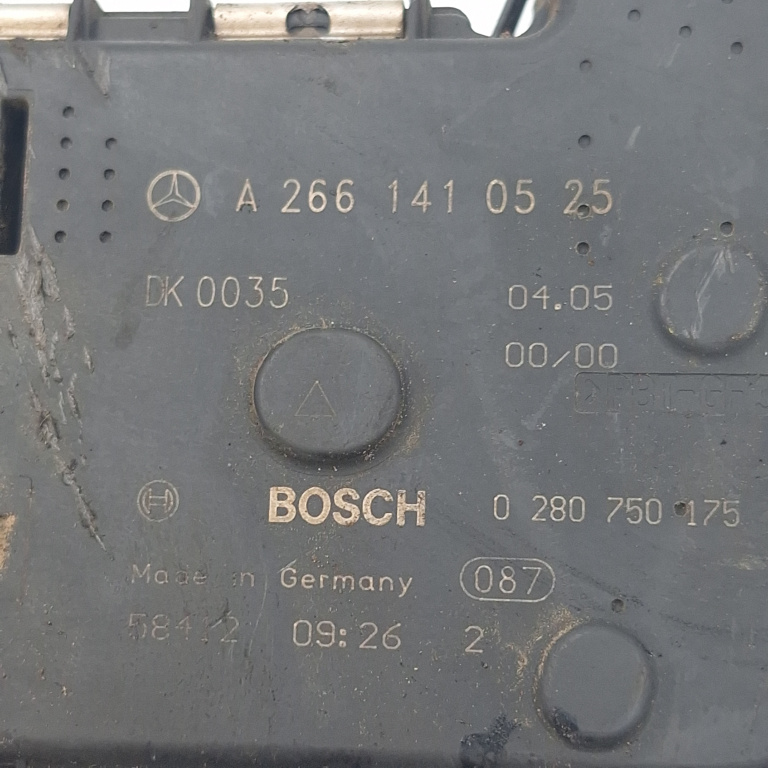 A 266 141 05 25
DK 0035 04.05
00/00
BOSCH 0 280 750 175
Made in Germany 087
58412 09:26 2